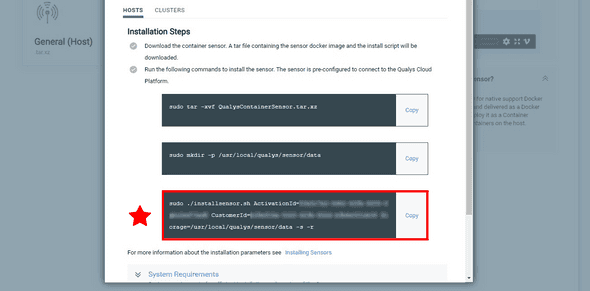 HOSTS CLUSTERS
Installation Steps
Download the container sensor. A tar file containing the sensor docker image and the install script will be
downloaded.
Run the following commands to install the sensor. The sensor is pre-configured to connect to the Qualys Cloud
Platform.
sudo tar -xvf QualysContainerSensor.tar.xz
Copy
sudo mkdir -p /usr/local/qualys/sensor/data
Copy
sudo ./installsensor.sh ActivationId=
CustomerId=
orage=/usr/local/qualys/sensor/data -s -r
Copy
For more information about the installation parameters see Installing Sensors
System Requirements
General (Host)
ensor?
for native support Docker
and delivered as a Docker
ploy it as a Container
ontainers on the host.